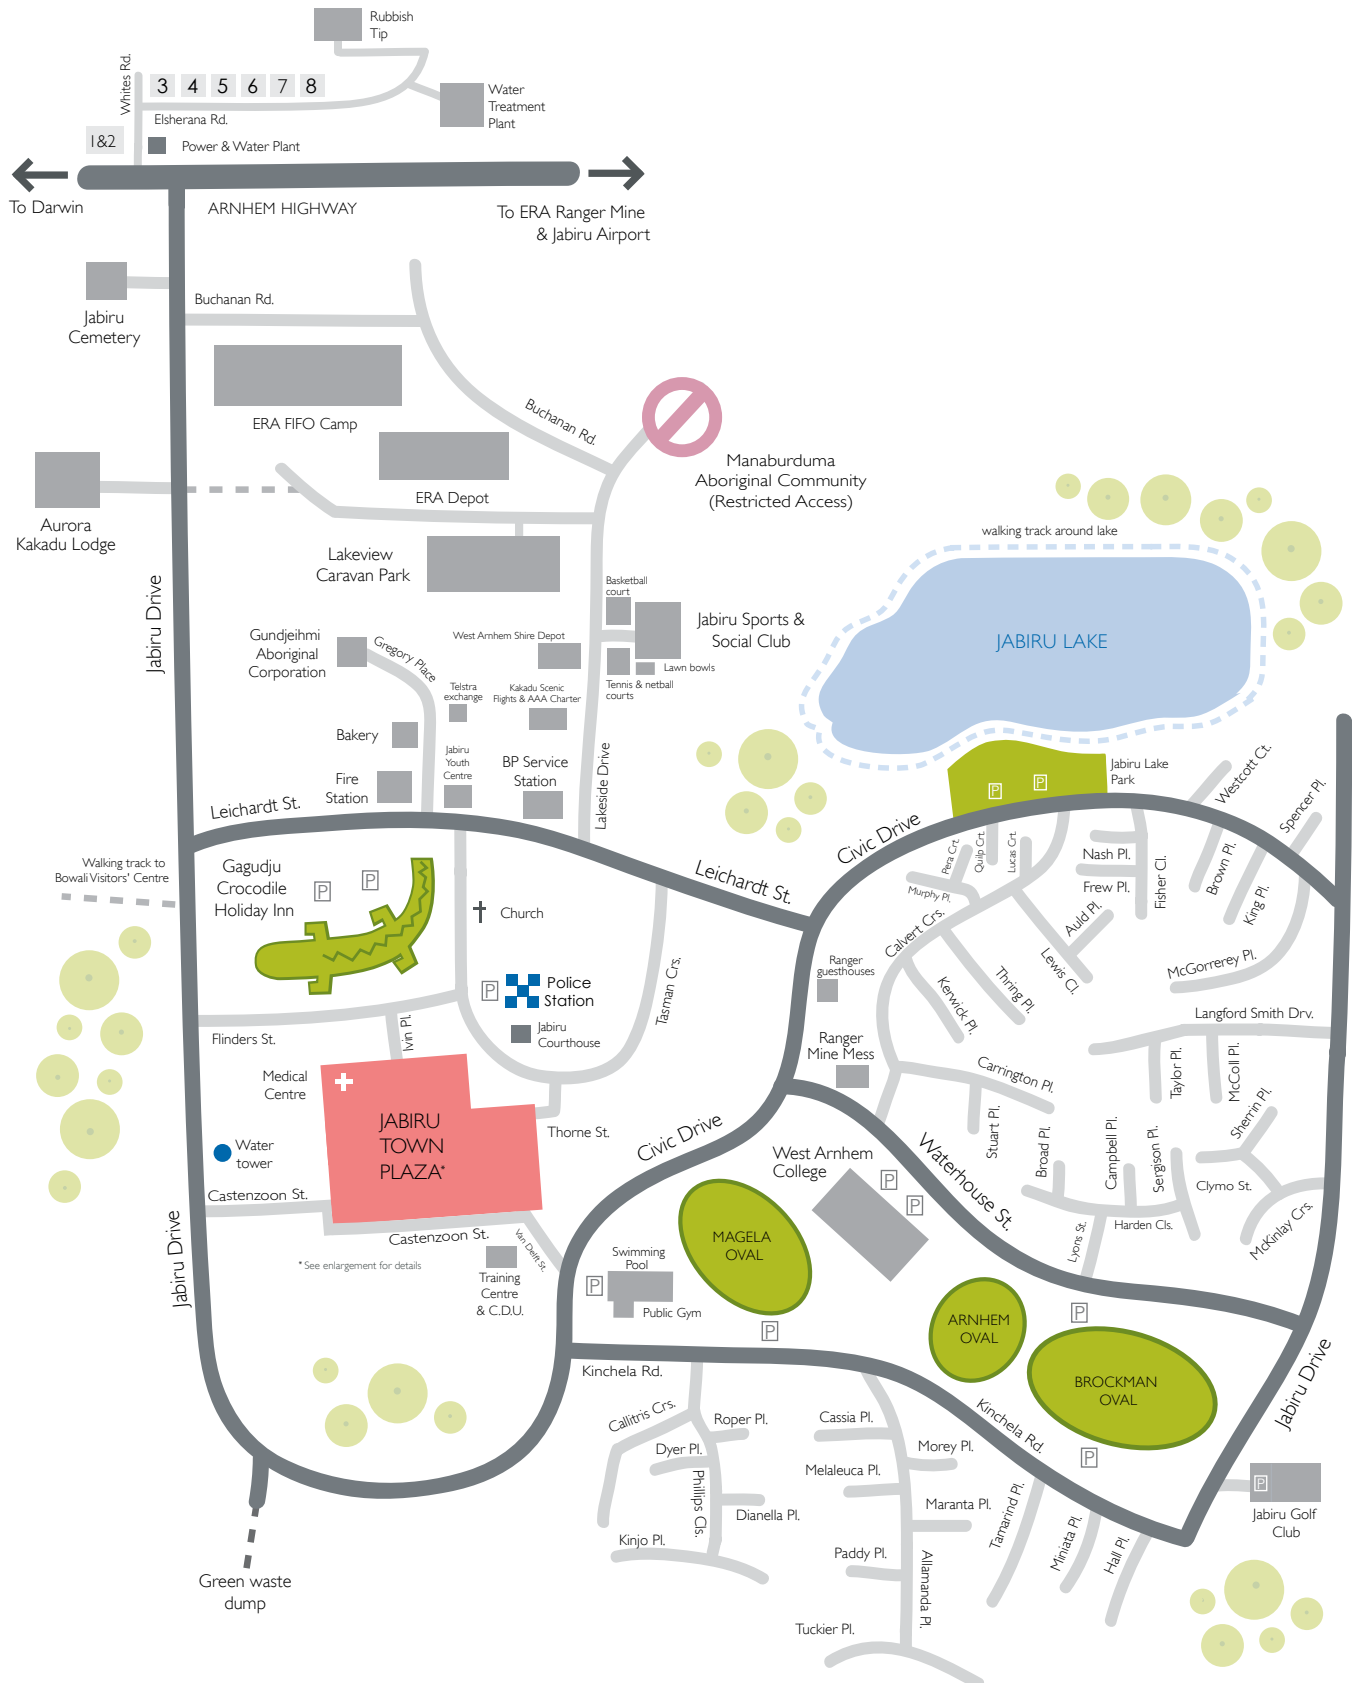 Rubbish
Tip
Whites Rd.
3 4 5 6 7 8
Water
Treatment
Plant
Elsherana Rd.
1&2
Power & Water Plant
To Darwin
ARNHEM HIGHWAY
To ERA Ranger Mine
& Jabiru Airport
Jabiru
Cemetery
Buchanan Rd.
ERA FIFO Camp
Buchanan Rd.
ERA Depot
Manaburduma
Aboriginal Community
(Restricted Access)
Aurora
Kakadu Lodge
Lakeview
Caravan Park
walking track around lake
Jabiru Drive
Basketball
court
Jabiru Sports &
Social Club
JABIRU LAKE
Gundjeihmi
Aboriginal
Corporation
Gregory Place
West Arnhem Shire Depot
Lawn bowls
Tennis & netball
courts
Telstra
exchange
Kakadu Scenic
Flights & AAA Charter
Bakery
Jabiru
Youth
Centre
BP Service
Station
Lakeside Drive
Fire
Station
Jabiru Lake
Park
P
P
Westcott Ct.
Spencer Pl.
Leichardt St.
Civic Drive
Leichardt St.
Pera Crt.
Quilp Crt.
Lucas Crt.
Nash Pl.
Frew Pl.
Fisher Cl.
Brown Pl.
King Pl.
Murphy Pl.
Walking track to
Bowali Visitors' Centre
Gagudju
Crocodile
Holiday Inn
P
P
Church
Calvert Crs.
Auld Pl.
Lewis Cl.
McGorrerey Pl.
Ranger
guesthouses
Kerwick Pl.
Thring Pl.
P
Police
Station
Tasman Crs.
Langford Smith Drv.
Flinders St.
Ivin Pl.
Jabiru
Courthouse
Ranger
Mine Mess
Medical
Centre
Carrington Pl.
Taylor Pl.
McColl Pl.
Sherrin Pl.
JABIRU
TOWN
PLAZA*
Thorne St.
Civic Drive
Stuart Pl.
Broad Pl.
Campbell Pl.
Sergison Pl.
Water
tower
West Arnhem
College
P
P
Waterhouse St.
Clymo St.
Castenzoon St.
Castenzoon St.
Harden Cls.
Lyons St.
McKinlay Crs.
Jabiru Drive
Van Delft St.
MAGELA
OVAL
* See enlargement for details
Training
Centre
& C.D.U.
Swimming
Pool
P
Public Gym
P
ARNHEM
OVAL
P
BROCKMAN
OVAL
Jabiru Drive
Kinchela Rd.
Kinchela Rd.
Callitris Crs.
Roper Pl.
Cassia Pl.
Dyer Pl.
Morey Pl.
P
Melaleuca Pl.
Phillips Cls.
Dianella Pl.
Maranta Pl.
Tamarind Pl.
P
Jabiru Golf
Club
Kinjo Pl.
Paddy Pl.
Miniata Pl.
Hall Pl.
Allamanda Pl.
Green waste
dump
Tuckier Pl.